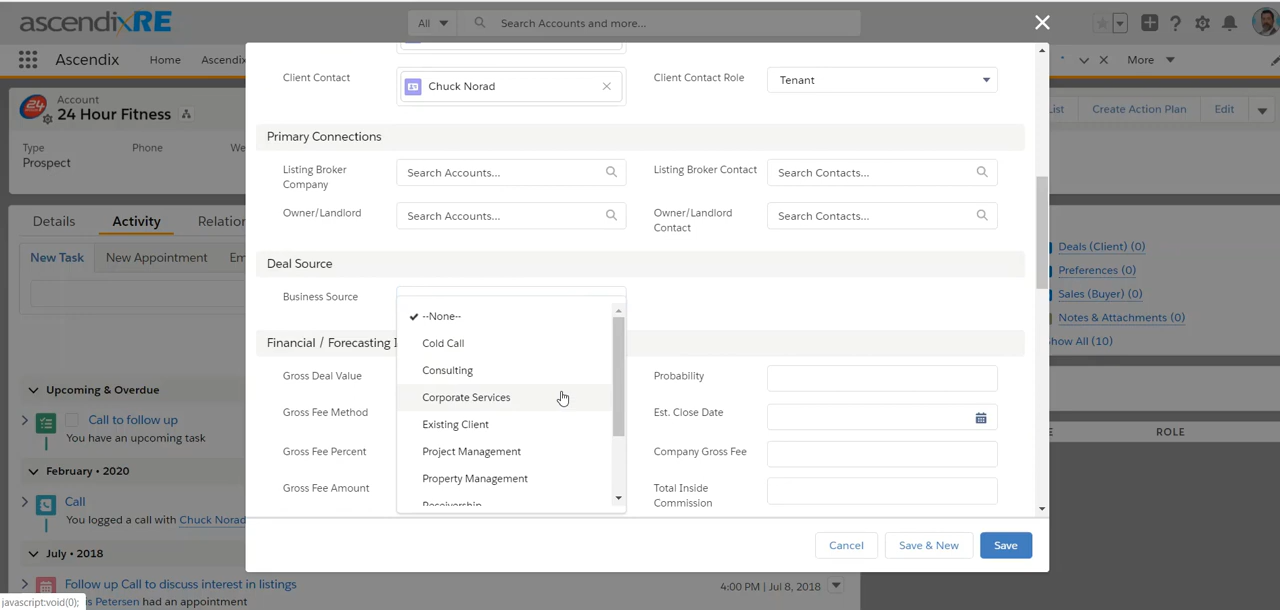 ascendixRE
All
Search Accounts and more...
Ascendix
Home
Ascendix
More
Account
24 Hour Fitness
Type
Phone
We
Prospect
List
Create Action Plan
Edit
Details
Activity
Relation
New Task
New Appointment
Em
Upcoming & Overdue
Call to follow up
You have an upcoming task
February • 2020
Call
You logged a call with Chuck Norad
July • 2018
Follow up Call to discuss interest in listings
is Petersen had an appointment
4:00 PM | Jul 8, 2018
javascript:void(0);
Client Contact
Chuck Norad
Client Contact Role
Tenant
Primary Connections
Listing Broker
Company
Search Accounts...
Listing Broker Contact
Search Contacts...
Owner/Landlord
Search Accounts...
Owner/Landlord
Contact
Search Contacts...
Deal Source
Business Source
--None--
Cold Call
Consulting
Corporate Services
Existing Client
Project Management
Property Management
Receivership
Financial / Forecasting I
Gross Deal Value
Probability
Gross Fee Method
Est. Close Date
Gross Fee Percent
Company Gross Fee
Gross Fee Amount
Total Inside
Commission
Cancel
Save & New
Save
Deals (Client) (0)
Preferences (0)
Sales (Buyer) (0)
Notes & Attachments (0)
how All (10)
E
ROLE